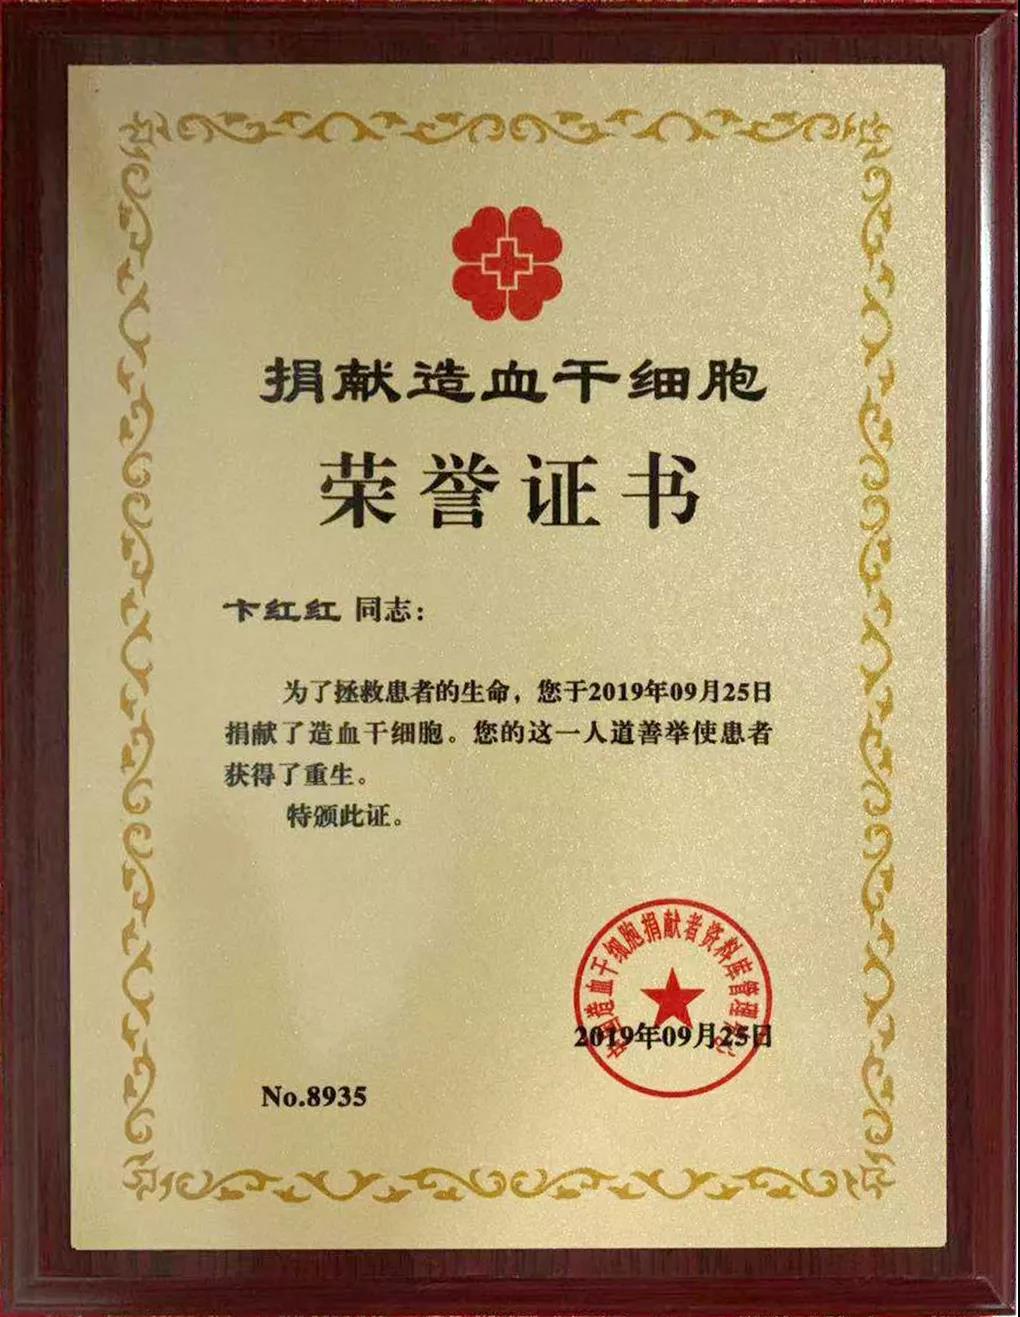 捐献造血干细胞
荣誉证书
卞红红 同志：
为了拯救患者的生命，您于2019年09月25日
捐献了造血干细胞。您的这一人道善举使患者
获得了重生。
特颁此证。
中国造血干细胞捐献者资料库管理中心
2019年09月25日
No.8935